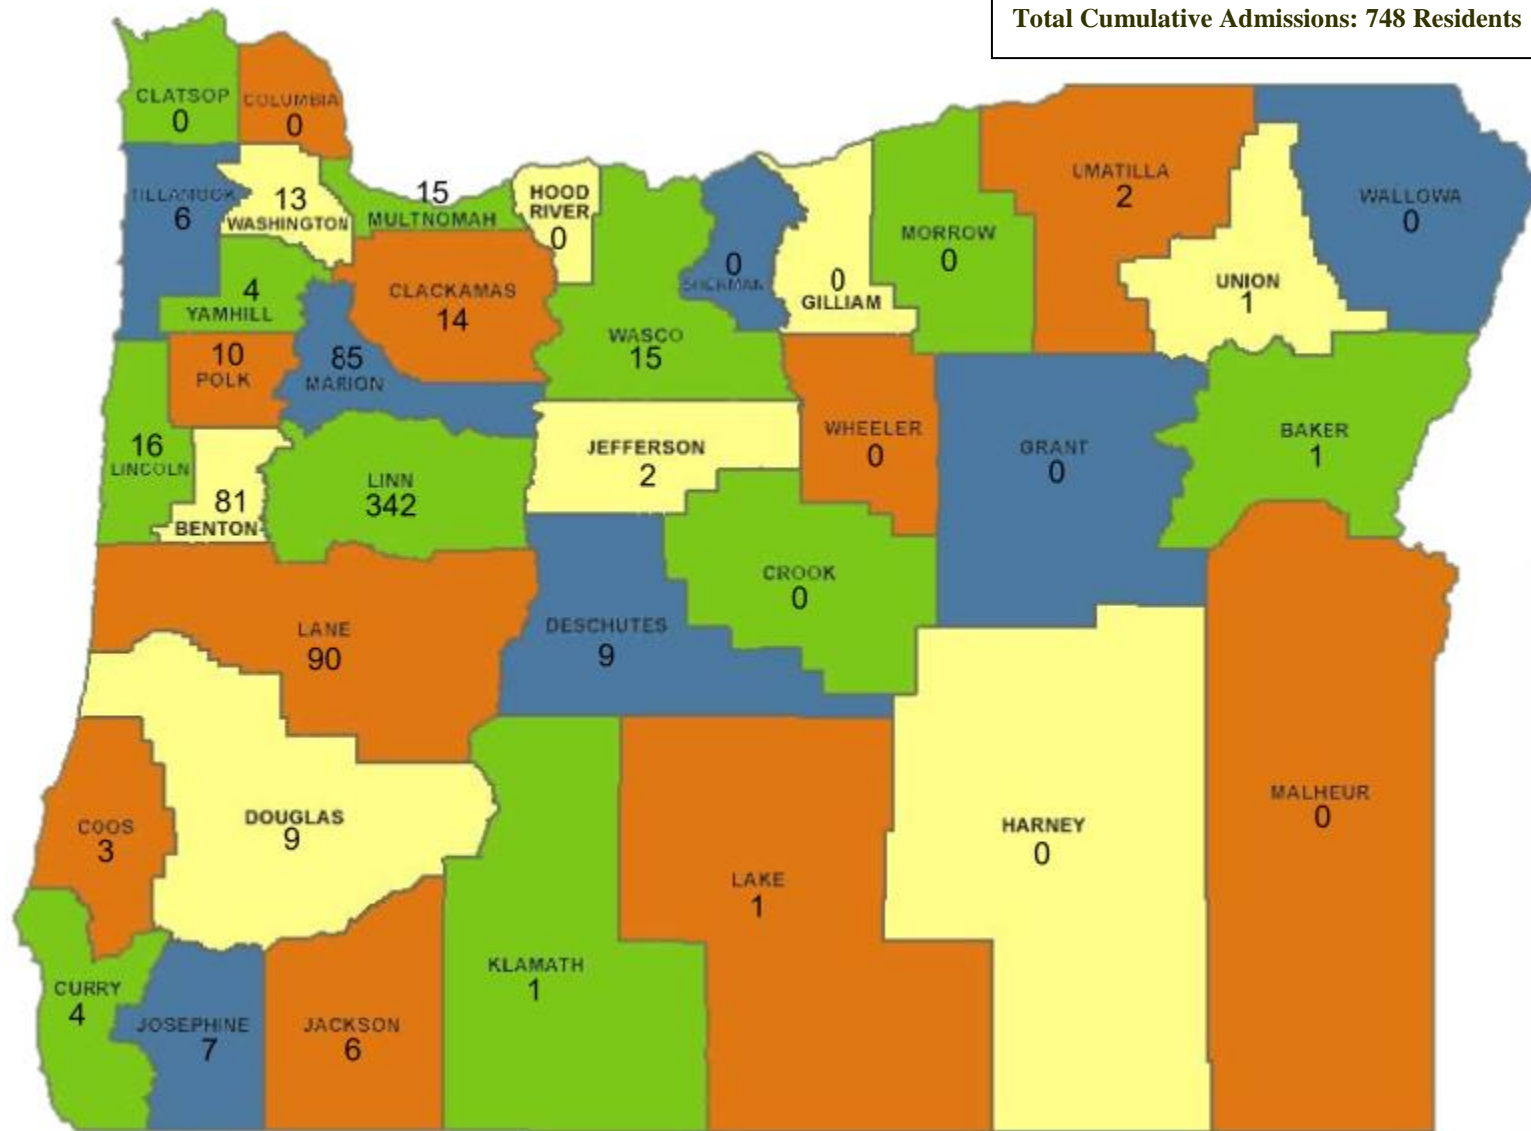 Total Cumulative Admissions: 748 Residents
CLATSOP
0
COLUMBIA
0
TILLAMOOK
6
13
WASHINGTON
15
MULTNOMAH
HOOD
RIVER
0
0
SHERMAN
0
GILLIAM
MORROW
0
UMATILLA
2
UNION
1
WALLOWA
0
4
YAMHILL
CLACKAMAS
14
WASCO
15
10
POLK
85
MARION
16
LINCOLN
81
BENTON
LINN
342
JEFFERSON
2
WHEELER
0
GRANT
0
BAKER
1
CROOK
0
LANE
90
DESCHUTES
9
COOS
3
DOUGLAS
9
LAKE
1
HARNEY
0
MALHEUR
0
CURRY
4
JOSEPHINE
7
JACKSON
6
KLAMATH
1